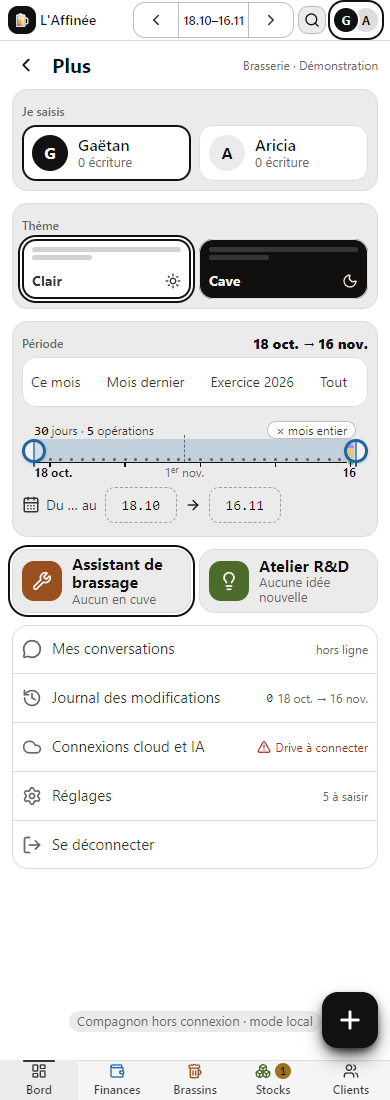 L'Affinée
18.10–16.11
G A
Plus
Brasserie · Démonstration
Je saisis
G
Gaëtan
0 écriture
A
Aricia
0 écriture
Thème
Clair
Cave
Période
18 oct. → 16 nov.
Ce mois
Mois dernier
Exercice 2026
Tout
30 jours · 5 opérations
× mois entier
18 oct.
1er nov.
16
Du … au
18.10
→
16.11
Assistant de
brassage
Aucun en cuve
Atelier R&D
Aucune idée
nouvelle
Mes conversations
hors ligne
Journal des modifications
0 18 oct. → 16 nov.
Connexions cloud et IA
Drive à connecter
Réglages
5 à saisir
Se déconnecter
Compagnon hors connexion · mode local
+
Bord
Finances
Brassins
Stocks
1
Clients